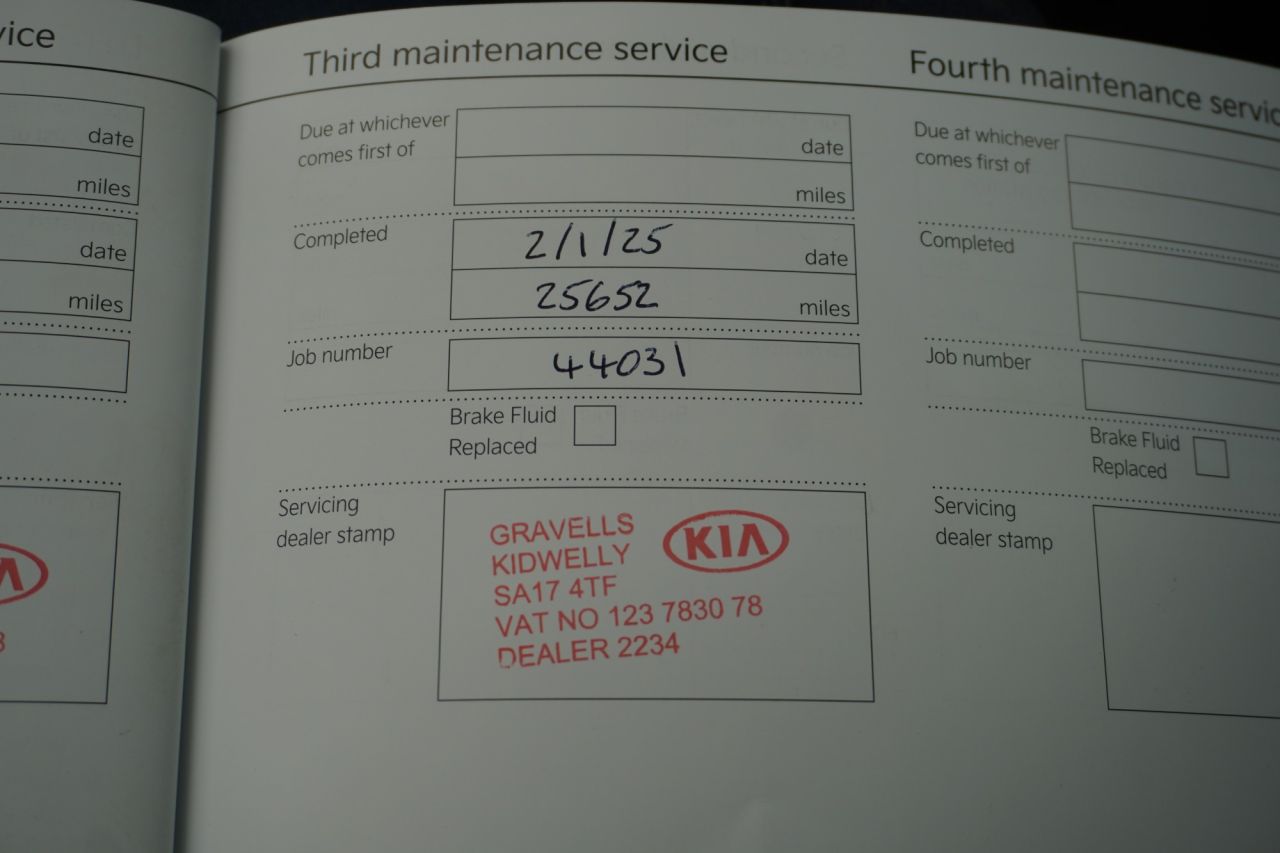 vice
date
miles
date
miles
Third maintenance service
Due at whichever
comes first of
date
miles
Completed
2/1/25 date
25652 miles
Job number
44031
Brake Fluid
Replaced
Servicing
dealer stamp
GRAVELLS
KIDWELLY
SA17 4TF
VAT NO 123 7830 78
DEALER 2234
KIA
Fourth maintenance servic
Due at whichever
comes first of
Completed
Job number
Brake Fluid
Replaced
Servicing
dealer stamp